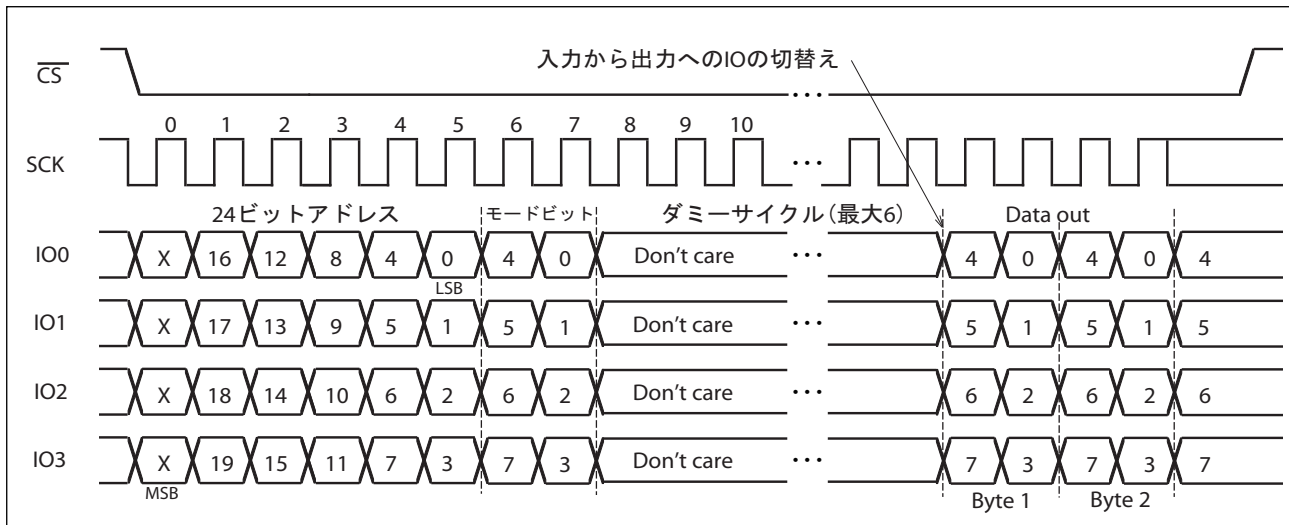 入力から出力へのIOの切替え
CS
0 1 2 3 4 5 6 7 8 9 10
SCK
24ビットアドレス モードビット ダミーサイクル(最大6) Data out
IO0 X 16 12 8 4 0 4 0 Don't care 4 0 4 0 4
LSB
IO1 X 17 13 9 5 1 5 1 Don't care 5 1 5 1 5
IO2 X 18 14 10 6 2 6 2 Don't care 6 2 6 2 6
IO3 X 19 15 11 7 3 7 3 Don't care 7 3 7 3 7
MSB Byte 1 Byte 2